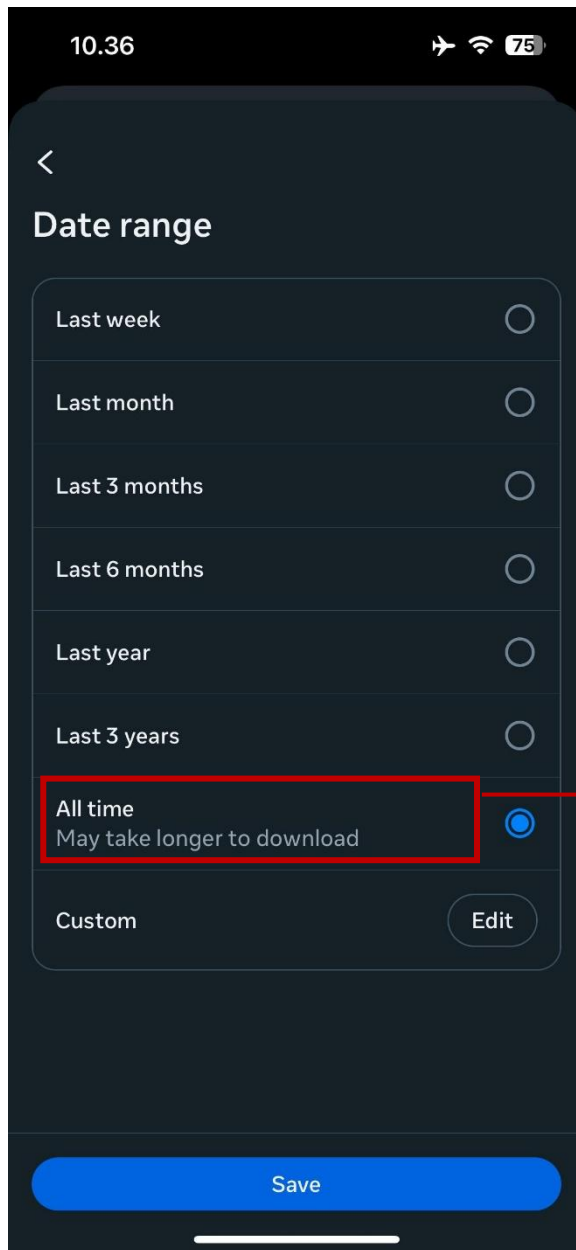 10.36
75
Date range
Last week
Last month
Last 3 months
Last 6 months
Last year
Last 3 years
All time
May take longer to download
Custom
Edit
Save